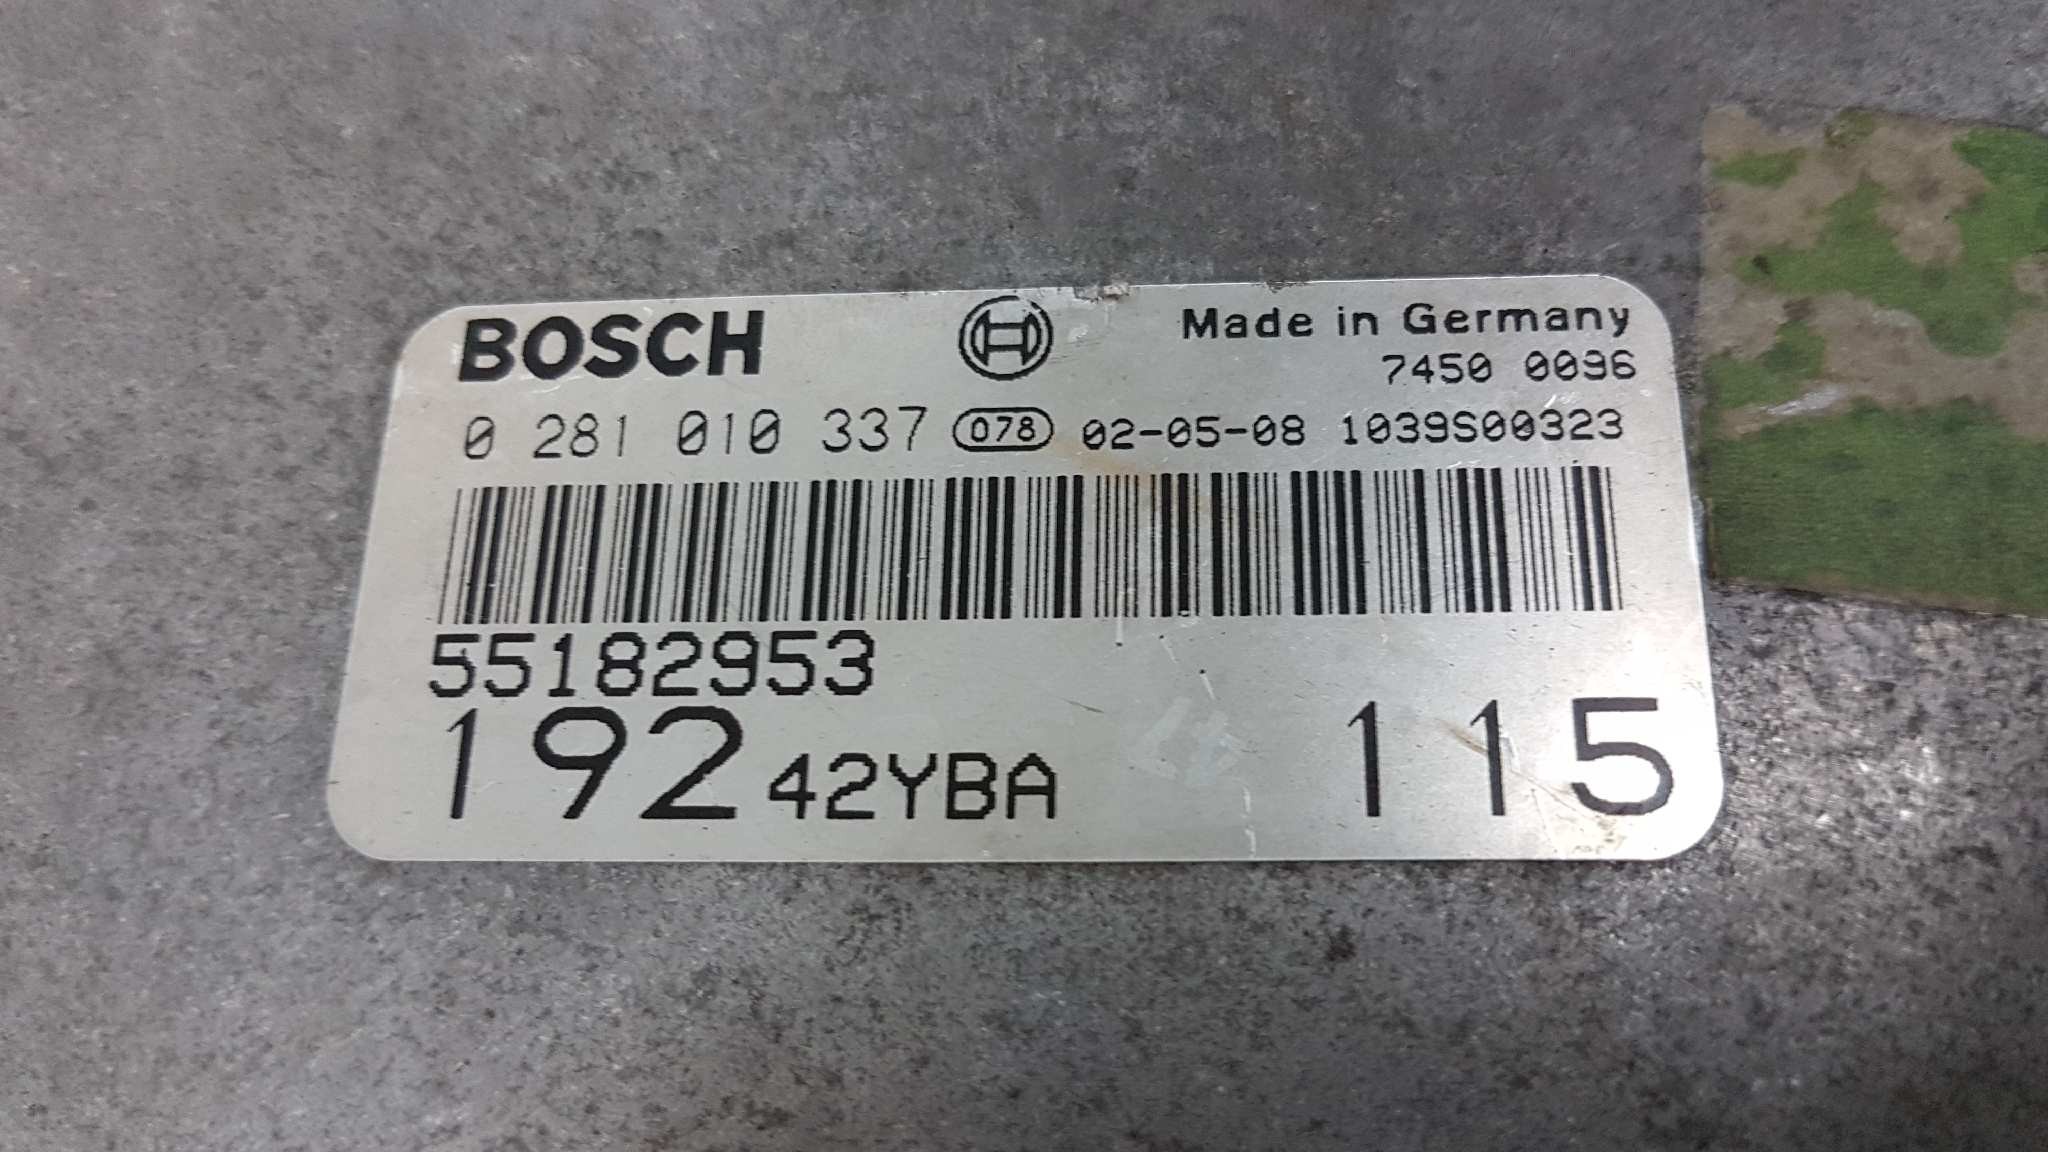 BOSCH Made in Germany
7450 0096
0 281 010 337 078 02-05-08 1039S00323
55182953
192 42YBA 115